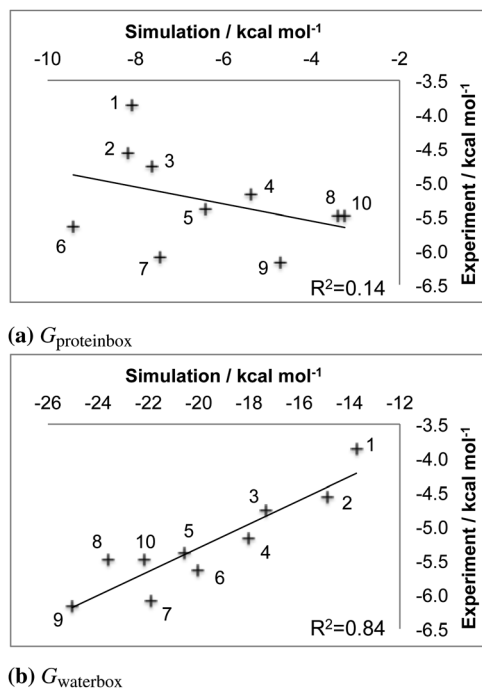 Simulation / kcal mol-1
-10 -8 -6 -4 -2
-3.5
1
-4.0
2
3
-4.5
4
8 10
-5.0
5
-5.5
6
7
9
-6.0
R2=0.14
-6.5
Experiment / kcal mol-1
(a) Gproteinbox
Simulation / kcal mol-1
-26 -24 -22 -20 -18 -16 -14 -12
-3.5
1
-4.0
3
2
-4.5
8 10 5
4
-5.0
6
-5.5
9
7
-6.0
R2=0.84
-6.5
Experiment / kcal mol-1
(b) Gwaterbox